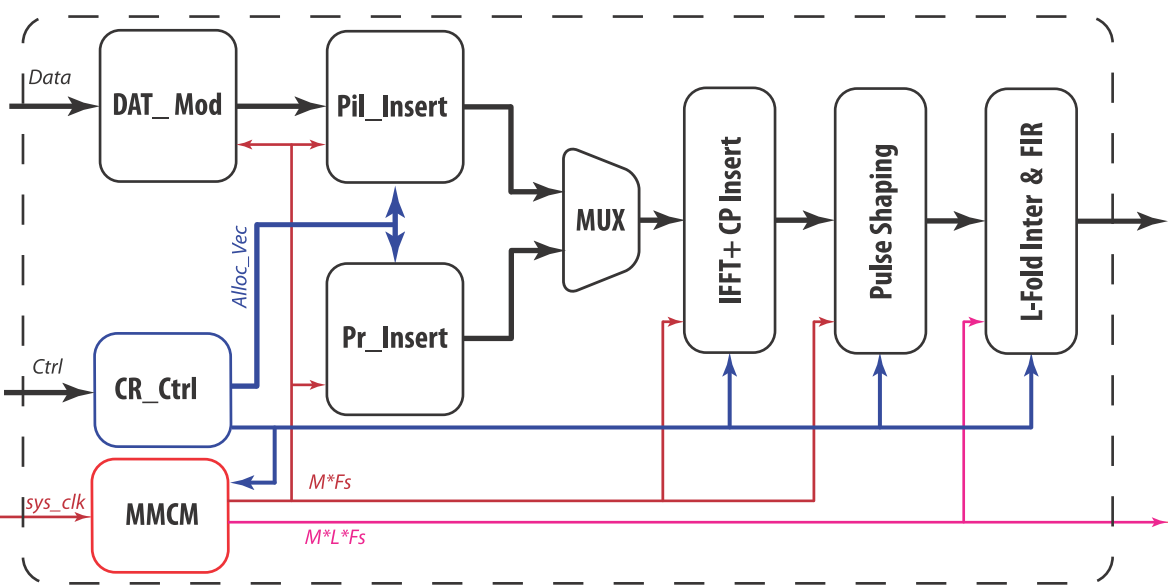 Data
DAT_ Mod
Pil_Insert
MUX
IFFT+ CP Insert
Pulse Shaping
L-Fold Inter & FIR
Alloc_Vec
Pr_Insert
Ctrl
CR_Ctrl
sys_clk
MMCM
M*Fs
M*L*Fs